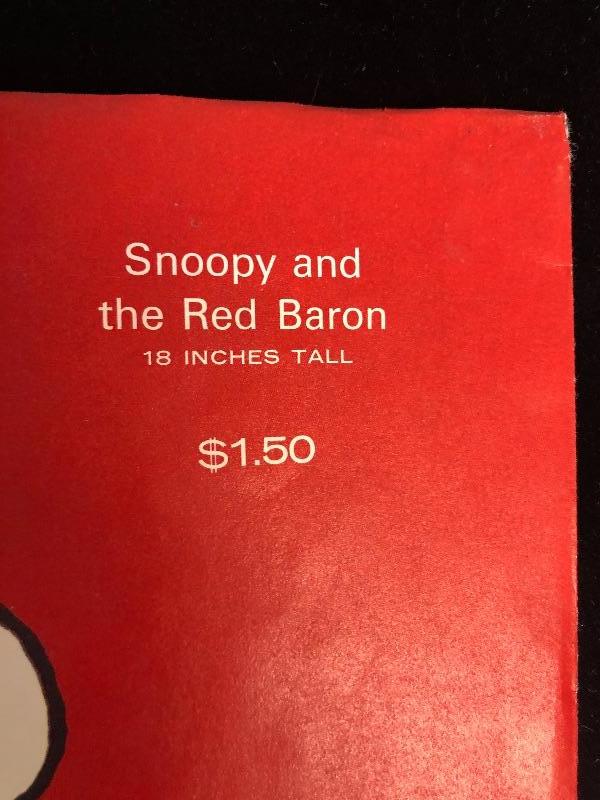 Snoopy and
the Red Baron
18 INCHES TALL
$1.50